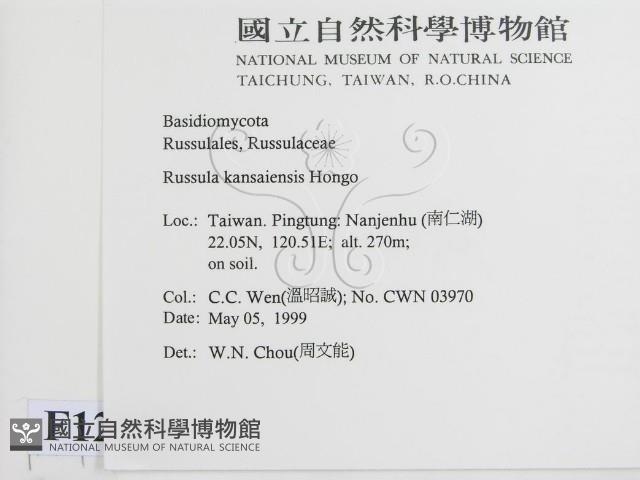 國立自然科學博物館
NATIONAL MUSEUM OF NATURAL SCIENCE
TAICHUNG, TAIWAN, R.O.CHINA
Basidiomycota
Russulales, Russulaceae
Russula kansaiensis Hongo
Loc.: Taiwan. Pingtung: Nanjenhu (南仁湖)
22.05N, 120.51E; alt. 270m;
on soil.
Col.: C.C. Wen(溫昭誠); No. CWN 03970
Date: May 05, 1999
Det.: W.N. Chou(周文能)
F12
國立自然科學博物館
NATIONAL MUSEUM OF NATURAL SCIENCE